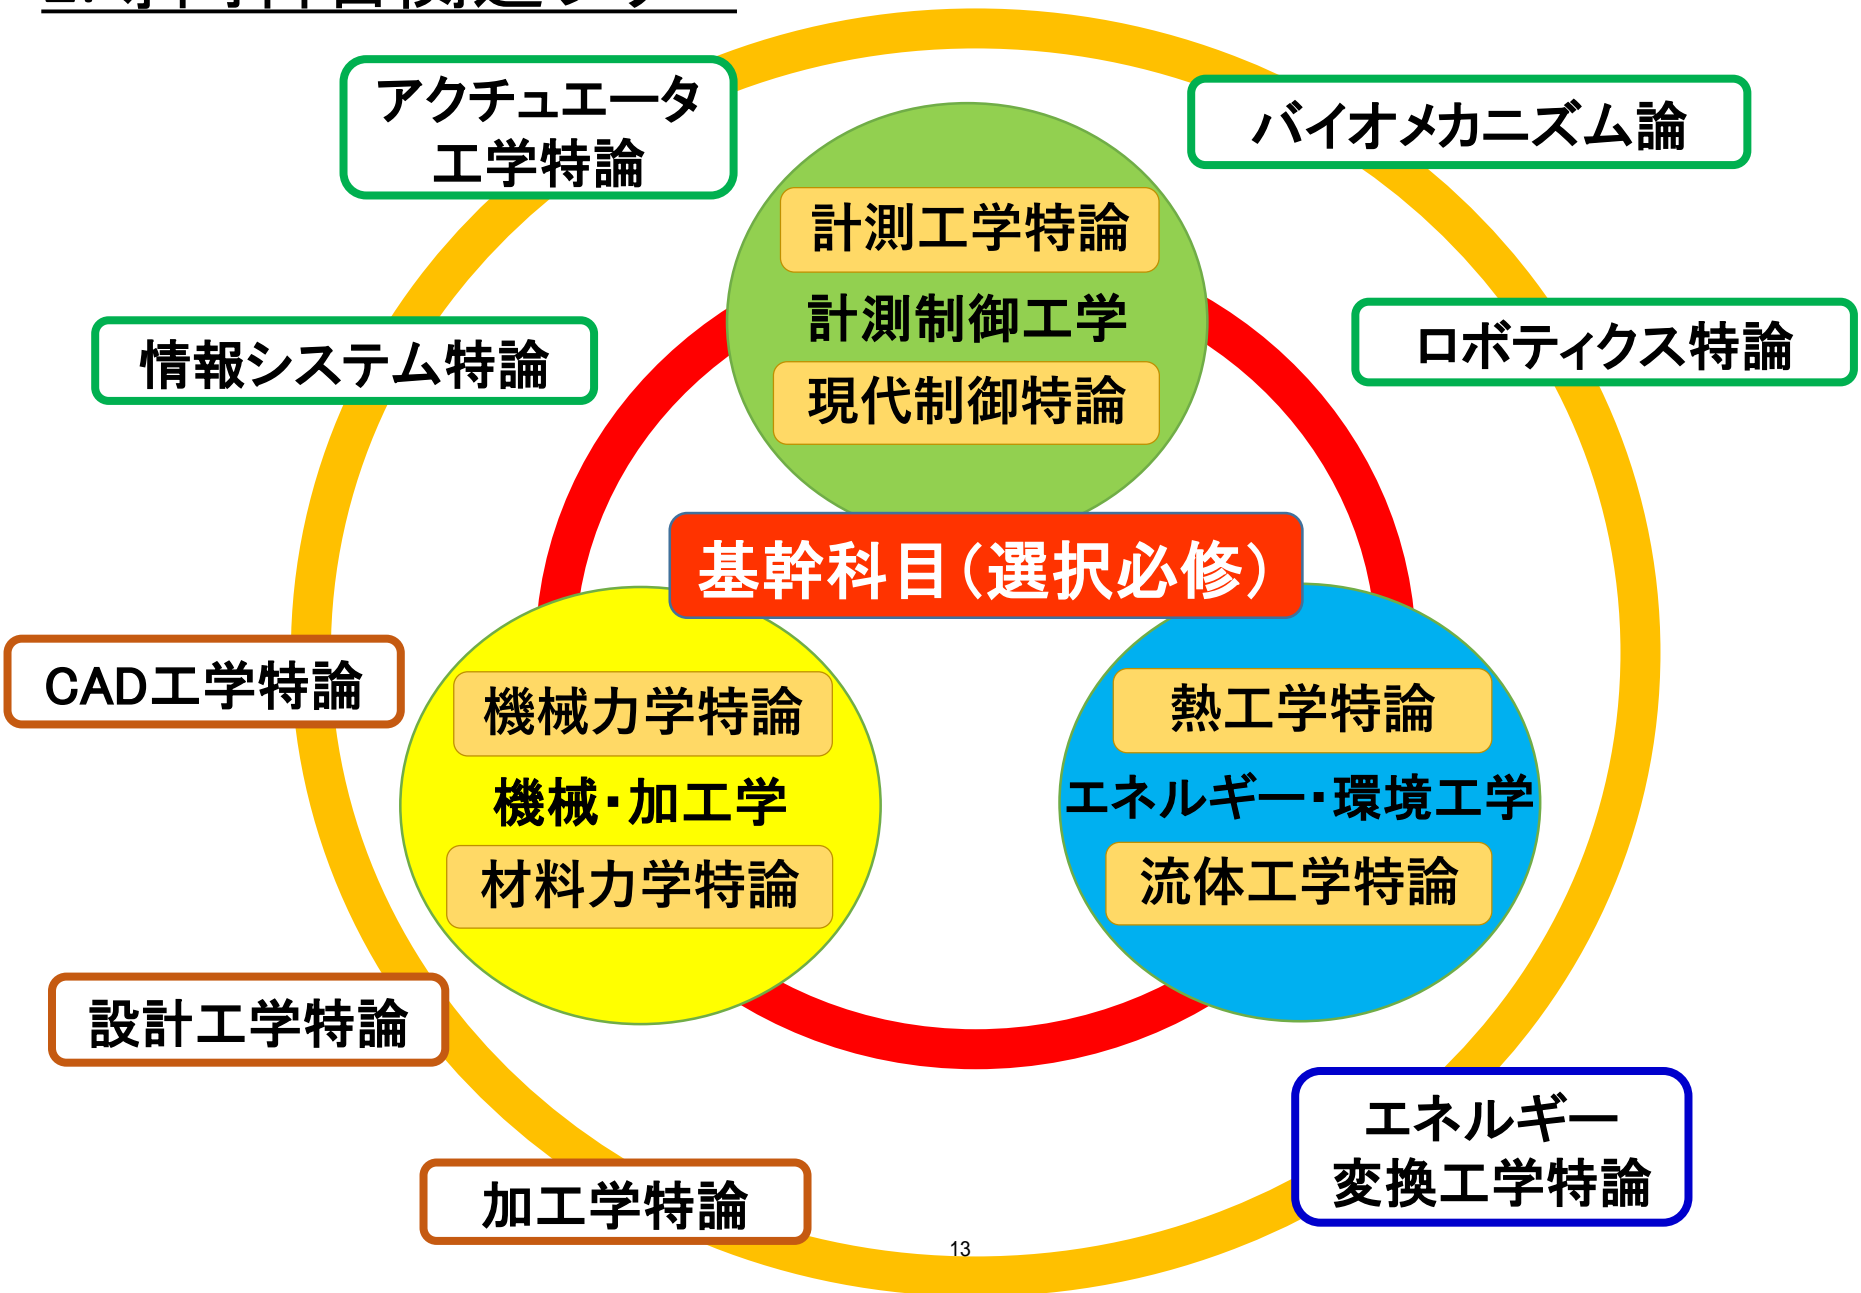 アクチュエータ
工学特論
バイオメカニズム論
計測工学特論
計測制御工学
現代制御特論
情報システム特論
ロボティクス特論
基幹科目（選択必修）
CAD工学特論
機械力学特論
機械・加工学
材料力学特論
熱工学特論
エネルギー・環境工学
流体工学特論
設計工学特論
エネルギー
変換工学特論
加工学特論
13